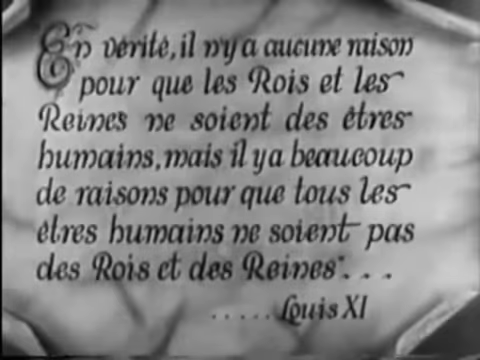 En vérité, il n'y a aucune raison
pour que les Rois et les
Reines ne soient des êtres
humains, mais il y a beaucoup
de raisons pour que tous les
êtres humains ne soient pas
des Rois et des Reines...
.....Louis XI